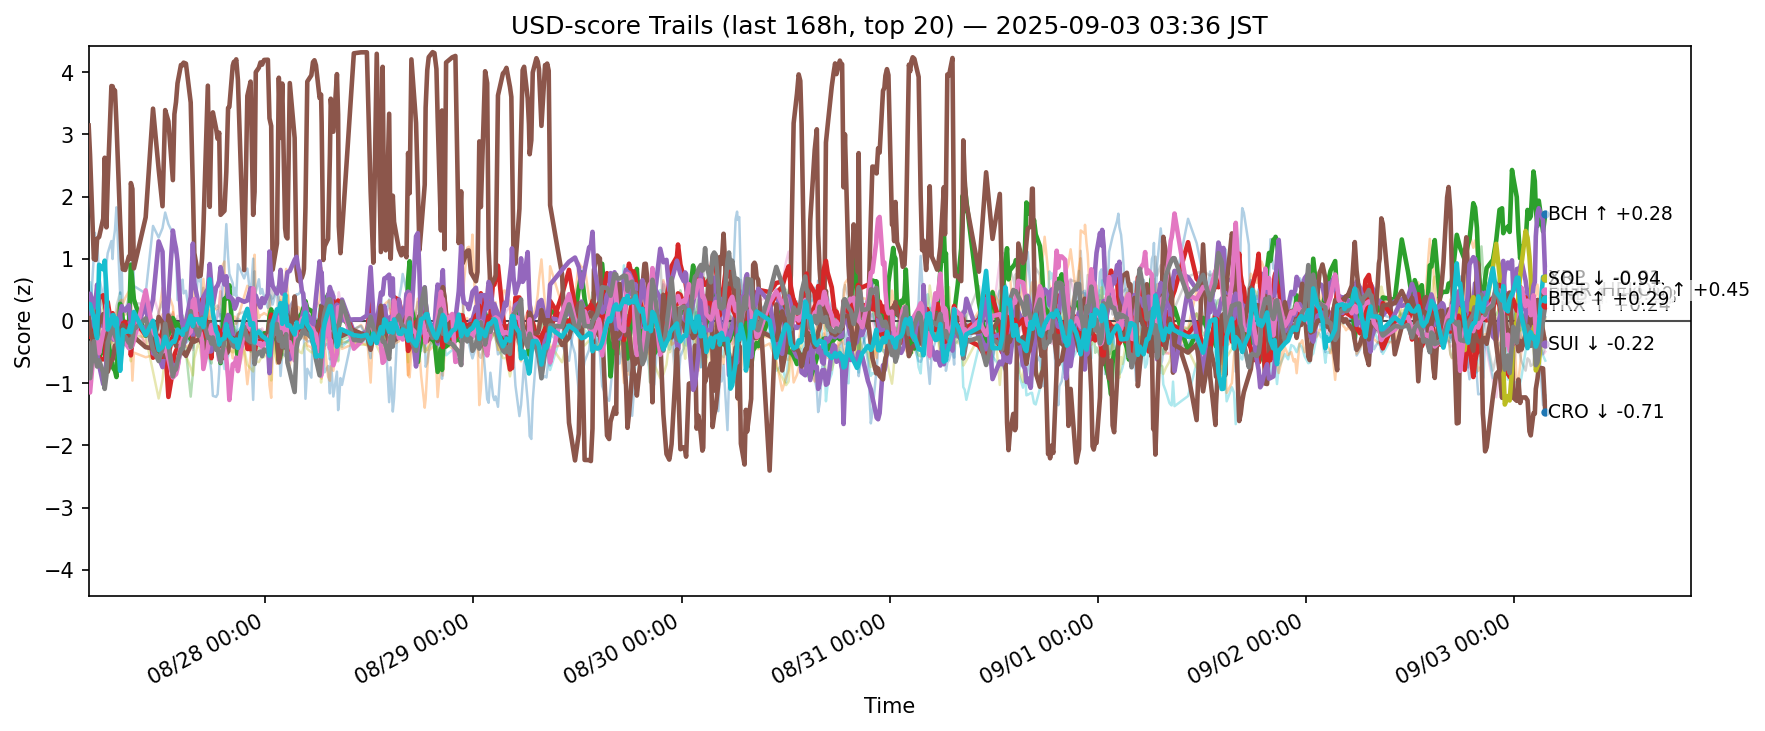 USD-score Trails (last 168h, top 20) — 2025-09-03 03:36 JST
Score (z)
4
3
2
1
0
−1
−2
−3
−4
BCH ↑ +0.28
SOL ↓ -0.94
↑ +0.45
BTC ↑ +0.29
TRX ↑ +0.24
SUI ↓ -0.22
CRO ↓ -0.71
08/28 00:00
08/29 00:00
08/30 00:00
08/31 00:00
09/01 00:00
09/02 00:00
09/03 00:00
Time